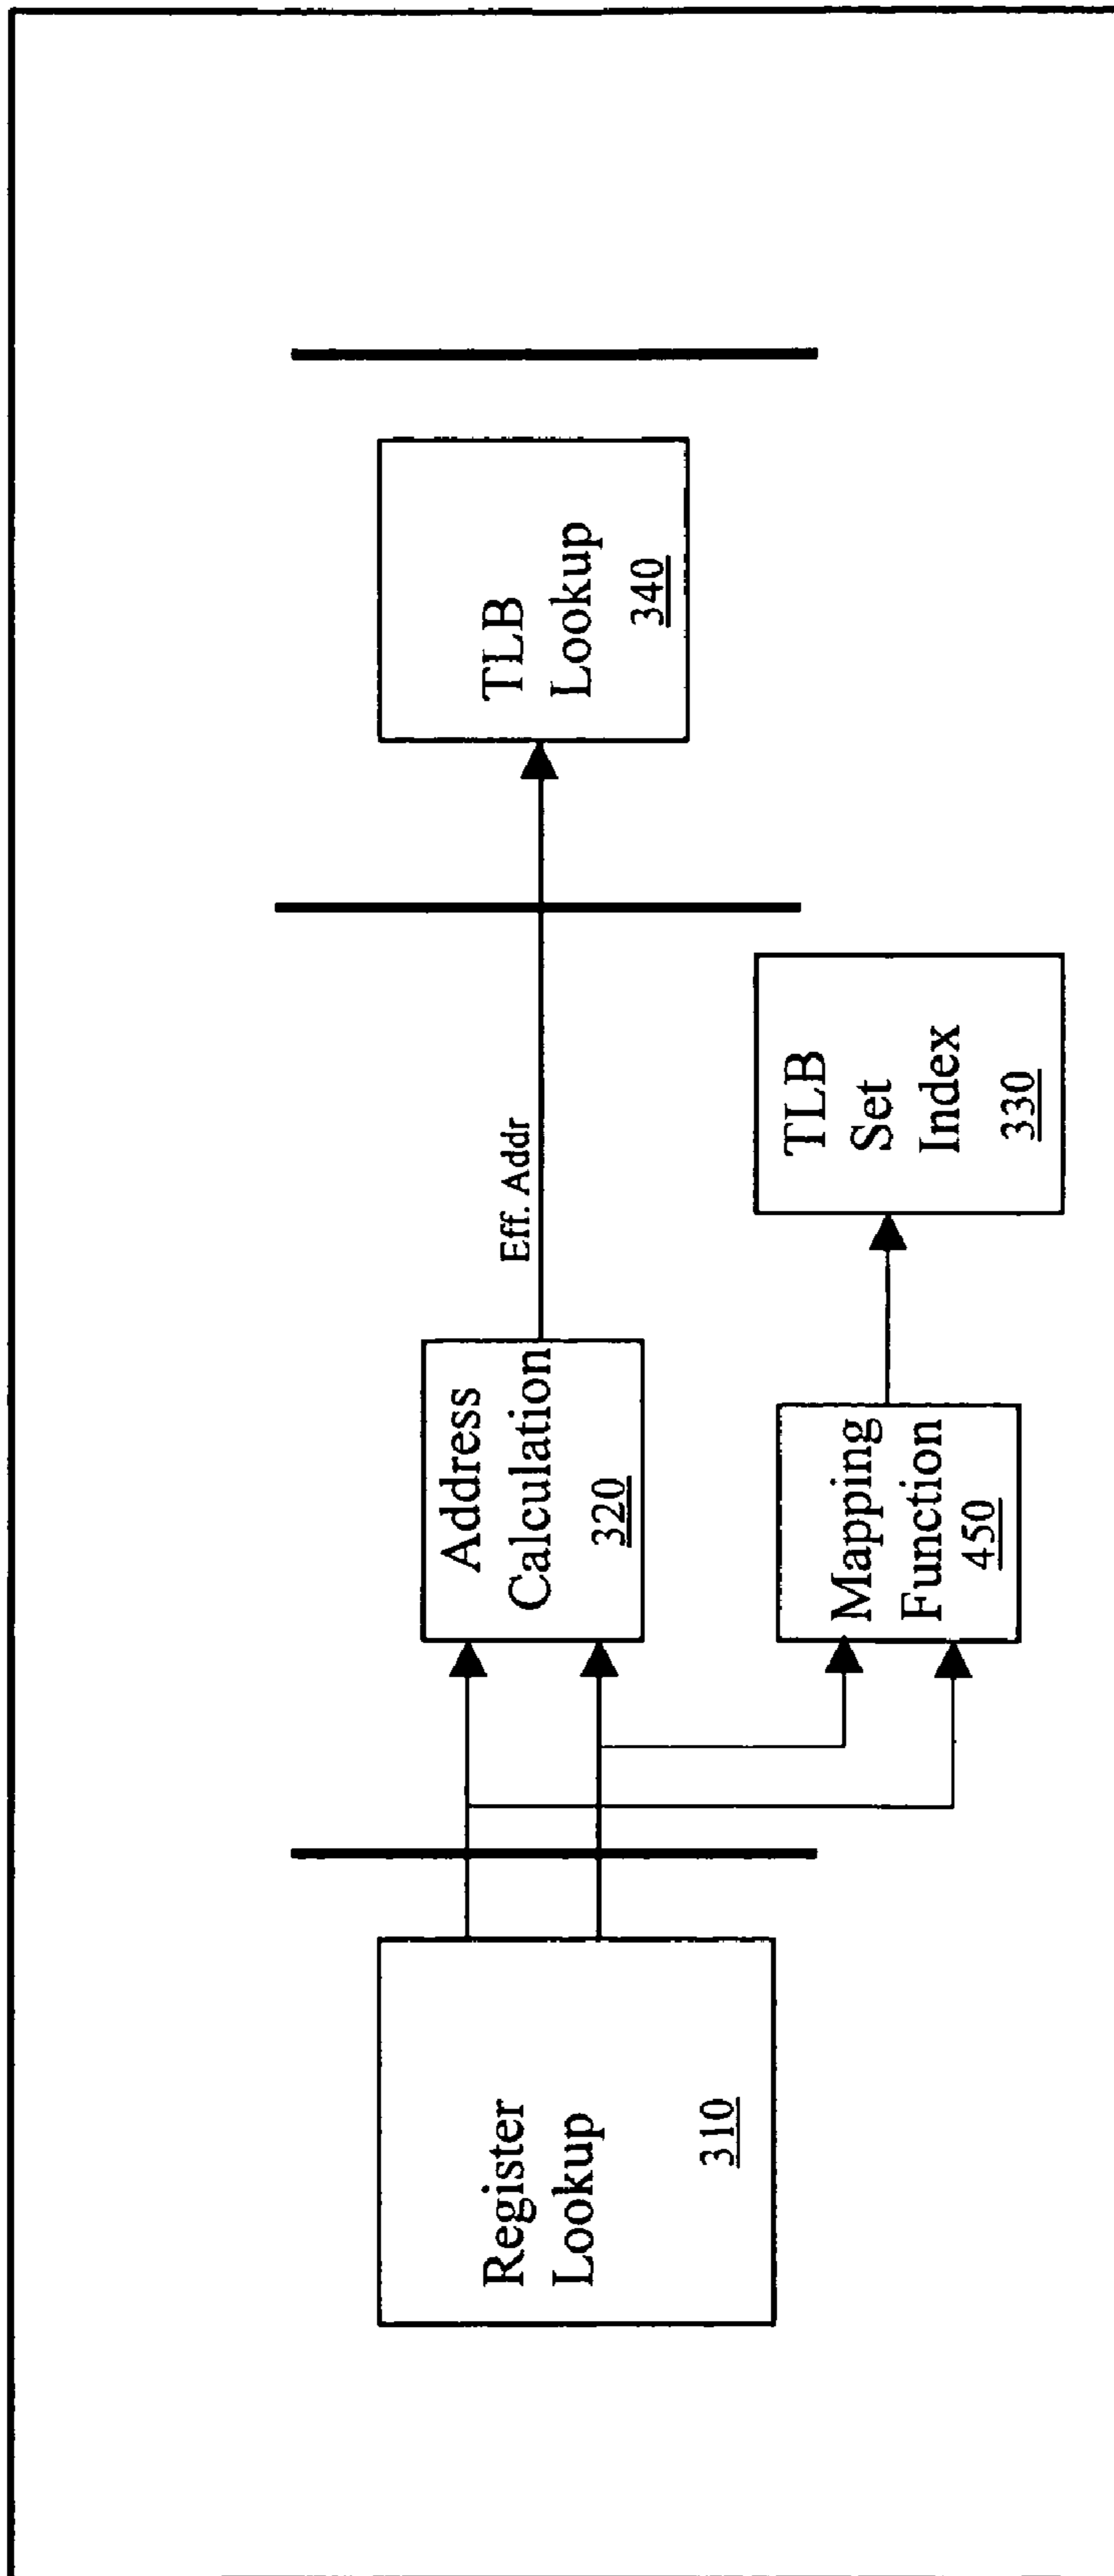 Register
Lookup
310
Address
Calculation
320
Eff. Addr
Mapping
Function
450
TLB
Set
Index
330
TLB
Lookup
340